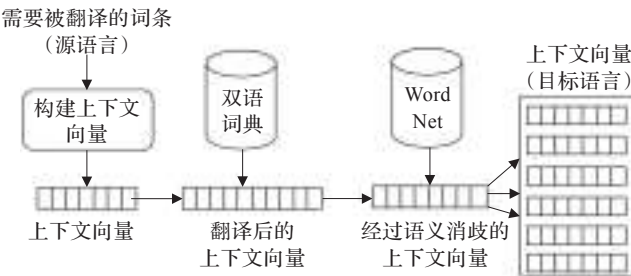 需要被翻译的词条
（源语言）
构建上下文
向量
双语
词典
Word
Net
上下文向量
（目标语言）
上下文向量
翻译后的
上下文向量
经过语义消歧的
上下文向量